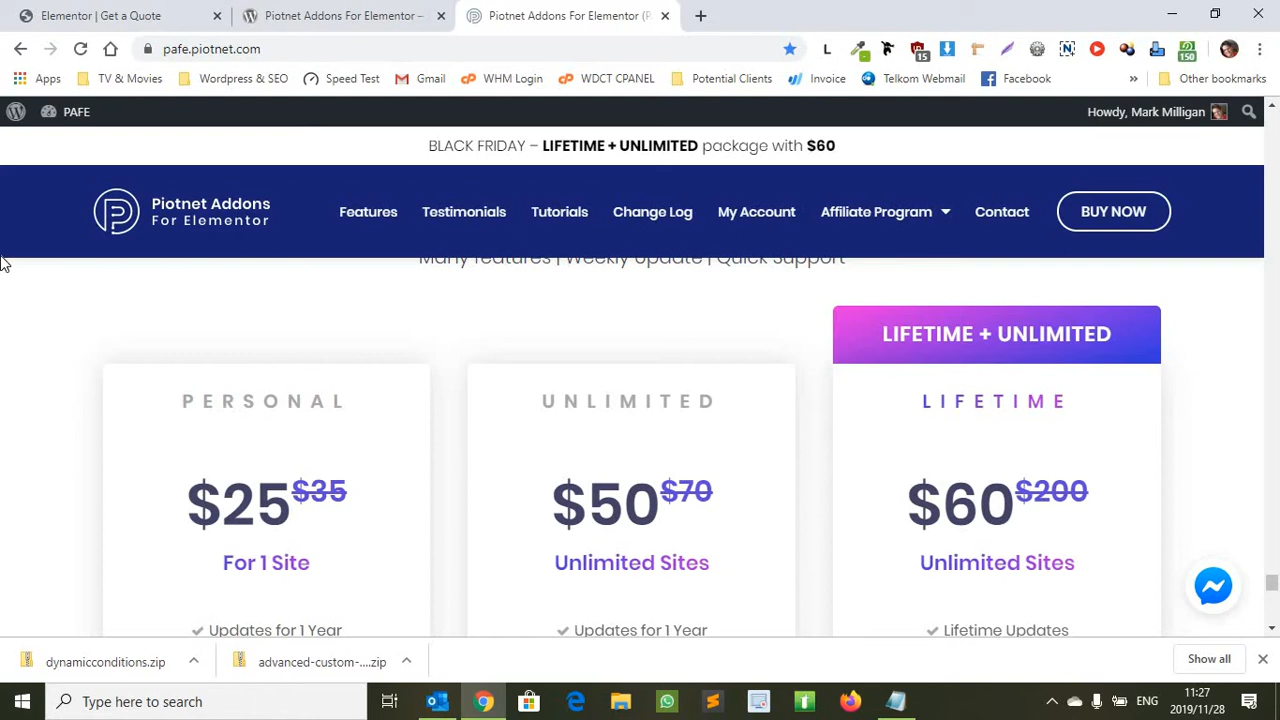 Elementor | Get a Quote
Piotnet Addons For Elementor –
Piotnet Addons For Elementor (P
pafe.piotnet.com
L
15
150
Apps
TV & Movies
Wordpress & SEO
Speed Test
Gmail
WHM Login
WDCT CPANEL
Potential Clients
Invoice
Telkom Webmail
Facebook
»
Other bookmarks
PAFE
Howdy, Mark Milligan
BLACK FRIDAY – LIFETIME + UNLIMITED package with $60
Piotnet Addons
For Elementor
Features
Testimonials
Tutorials
Change Log
My Account
Affiliate Program
Contact
BUY NOW
Many features | Weekly Update | Quick Support
LIFETIME + UNLIMITED
PERSONAL
UNLIMITED
LIFETIME
$25 $35
$50 $70
$60 $200
For 1 Site
Unlimited Sites
Unlimited Sites
Updates for 1 Year
Updates for 1 Year
Lifetime Updates
dynamicconditions.zip
advanced-custom-....zip
Show all
Type here to search
ENG
11:27
2019/11/28